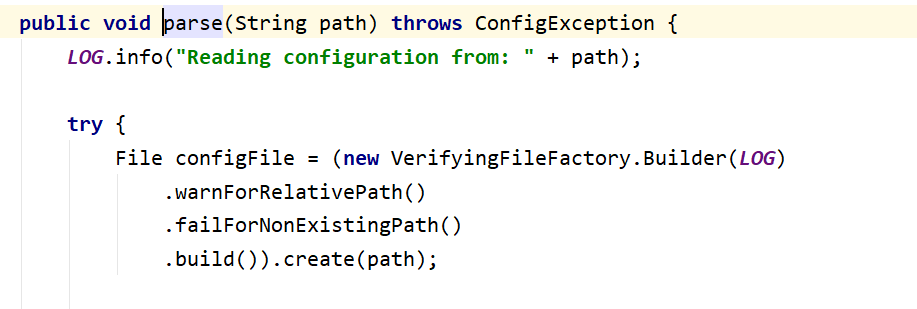 public void parse(String path) throws ConfigException {
LOG.info("Reading configuration from: " + path);
try {
File configFile = (new VerifyingFileFactory.Builder(LOG)
.warnForRelativePath()
.failForNonExistingPath()
.build()).create(path);